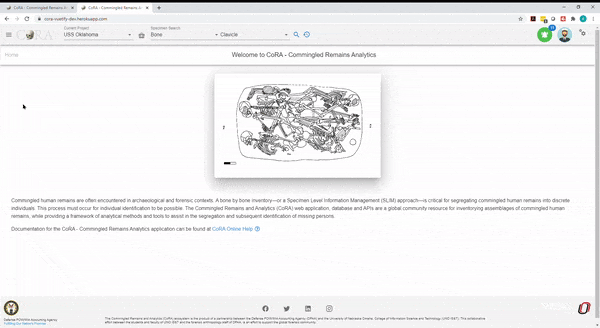 CoRA - Commingled Remains An
CoRA - Commingled Remains An
cora-vuetify-dev.herokuapp.com
CoRA
Current Project
USS Oklahoma
Specimen Search
Bone
Clavicle
Home
Welcome to CoRA - Commingled Remains Analytics
2
2
Commingled human remains are often encountered in archaeological and forensic contexts. A bone by bone inventory—or a Specimen Level Information Management (SLIM) approach—is critical for segregating commingled human remains into discrete
individuals. This process must occur for individual identification to be possible. The Commingled Remains and Analytics (CoRA) web application, database and APIs are a global community resource for inventorying assemblages of commingled human
remains, while providing a framework of analytical methods and tools to assist in the segregation and subsequent identification of missing persons.
Documentation for the CoRA - Commingled Remains Analytics application can be found at CoRA Online Help
Defense POW/MIA Accounting Agency
Fulfilling Our Nation's Promise
The Commingled Remains and Analytics (CoRA) ecosystem is the product of a partnership between the Defense POW/MIA Accounting Agency (DPAA) and the University of Nebraska Omaha, College of Information Science and Technology (UNO IS&T). This collaborative
effort between the students and faculty of UNO IS&T and the forensic anthropology staff of DPAA, is an effort to support the global forensic community.